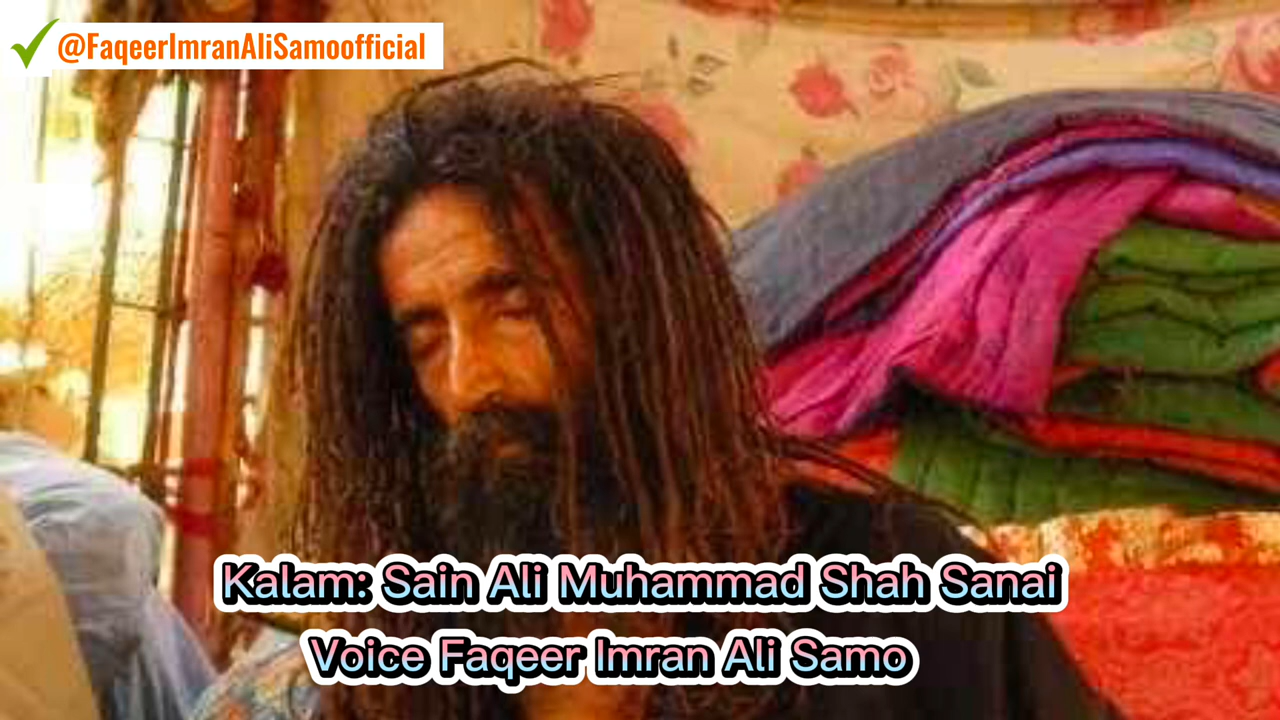 @FaqeerImranAliSamoofficial
Kalam: Sain Ali Muhammad Shah Sanai
Voice Faqeer Imran Ali Samo